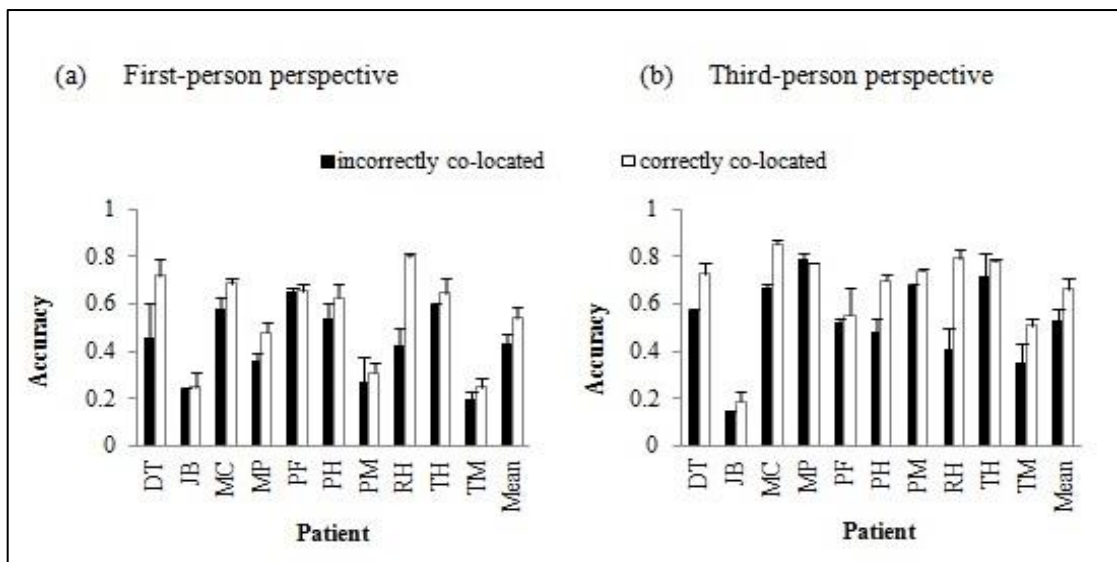 (a) First-person perspective
(b) Third-person perspective
incorrectly co-located
correctly co-located
1
0.8
0.6
0.4
0.2
0
Accuracy
DT
JB
MC
MP
PF
PH
PM
RH
TH
TM
Mean
Patient
1
0.8
0.6
0.4
0.2
0
Accuracy
DT
JB
MC
MP
PF
PH
PM
RH
TH
TM
Mean
Patient